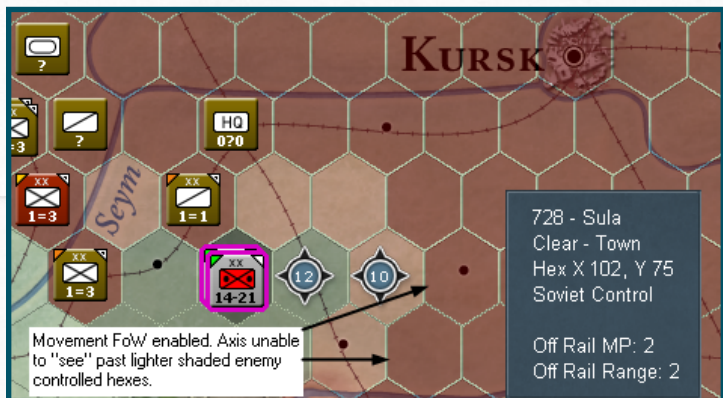 ?
KURSK
=3
?
HQ
0?0
xx
1=3
Seym
xx
1=1
xx
1=3
xx
14-21
12
10
728 - Sula
Clear - Town
Hex X 102, Y 75
Soviet Control
Off Rail MP: 2
Off Rail Range: 2
Movement FoW enabled. Axis unable
to "see" past lighter shaded enemy
controlled hexes.